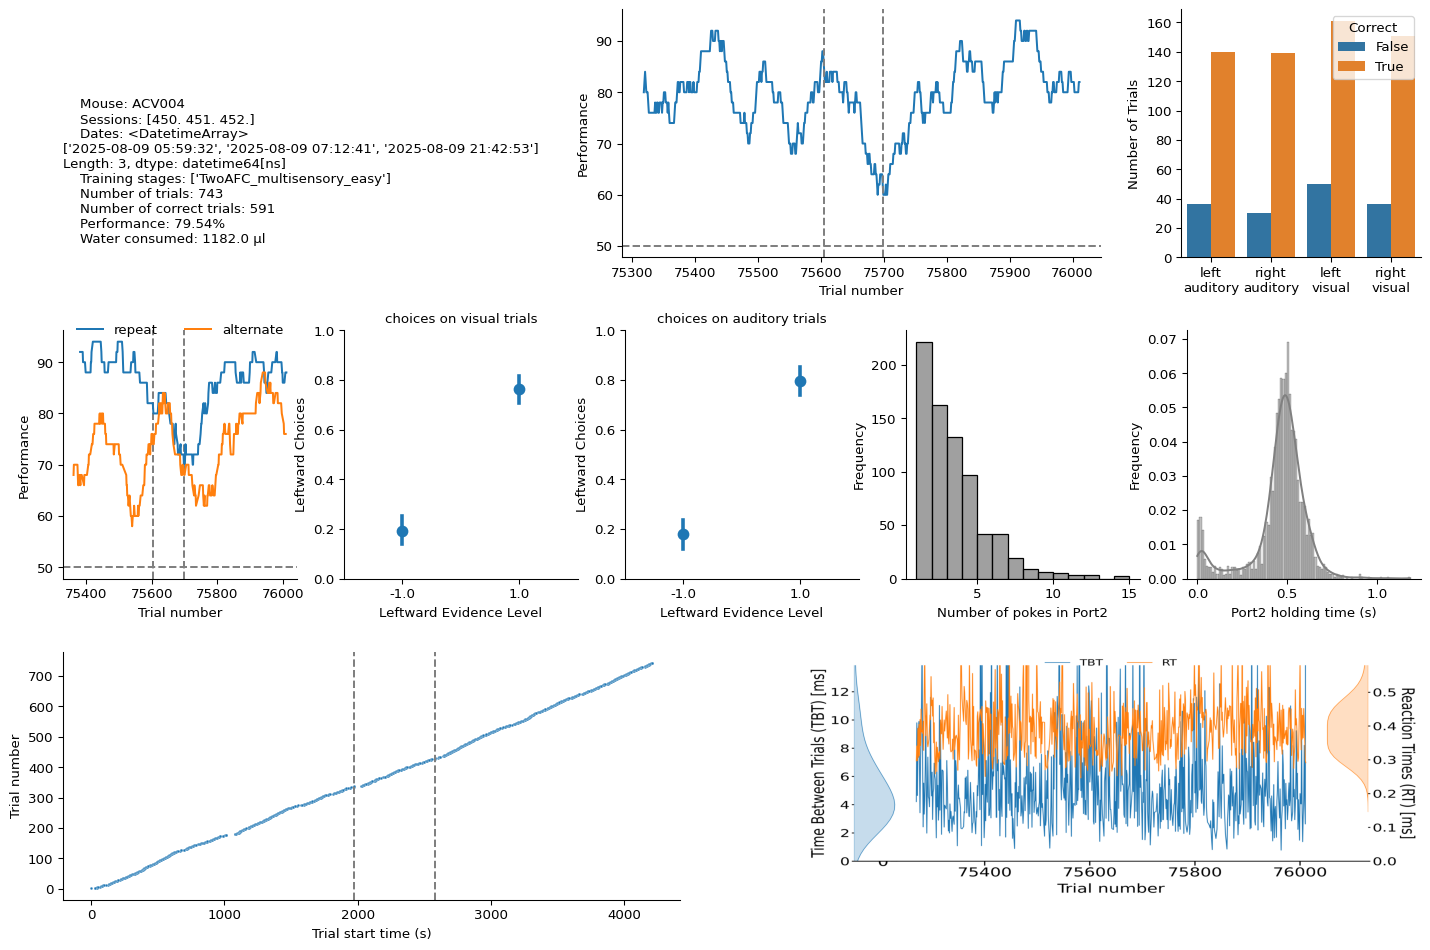 Mouse: ACV004
Sessions: [450. 451. 452.]
Dates: <DatetimeArray>
['2025-08-09 05:59:32', '2025-08-09 07:12:41', '2025-08-09 21:42:53']
Length: 3, dtype: datetime64[ns]
Training stages: ['TwoAFC_multisensory_easy']
Number of trials: 743
Number of correct trials: 591
Performance: 79.54%
Water consumed: 1182.0 µl
Performance
90
80
70
60
50
75300 75400 75500 75600 75700 75800 75900 76000
Trial number
Number of Trials
160
140
120
100
80
60
40
20
0
Correct
False
True
left auditory
right auditory
left visual
right visual
repeat alternate
Performance
90
80
70
60
50
75400 75600 75800 76000
Trial number
choices on visual trials
Leftward Choices
1.0
0.8
0.6
0.4
0.2
0.0
-1.0 1.0
Leftward Evidence Level
choices on auditory trials
Leftward Choices
1.0
0.8
0.6
0.4
0.2
0.0
-1.0 1.0
Leftward Evidence Level
Frequency
200
150
100
50
0
5 10 15
Number of pokes in Port2
Frequency
0.07
0.06
0.05
0.04
0.03
0.02
0.01
0.00
0.0 0.5 1.0
Port2 holding time (s)
Trial number
700
600
500
400
300
200
100
0
0 1000 2000 3000 4000
Trial start time (s)
TBT RT
Time Between Trials (TBT) [ms]
12
10
8
6
4
2
0
0
75400 75600 75800 76000
Trial number
0.5
0.4
0.3
0.2
0.1
0.0
Reaction Times (RT) [ms]